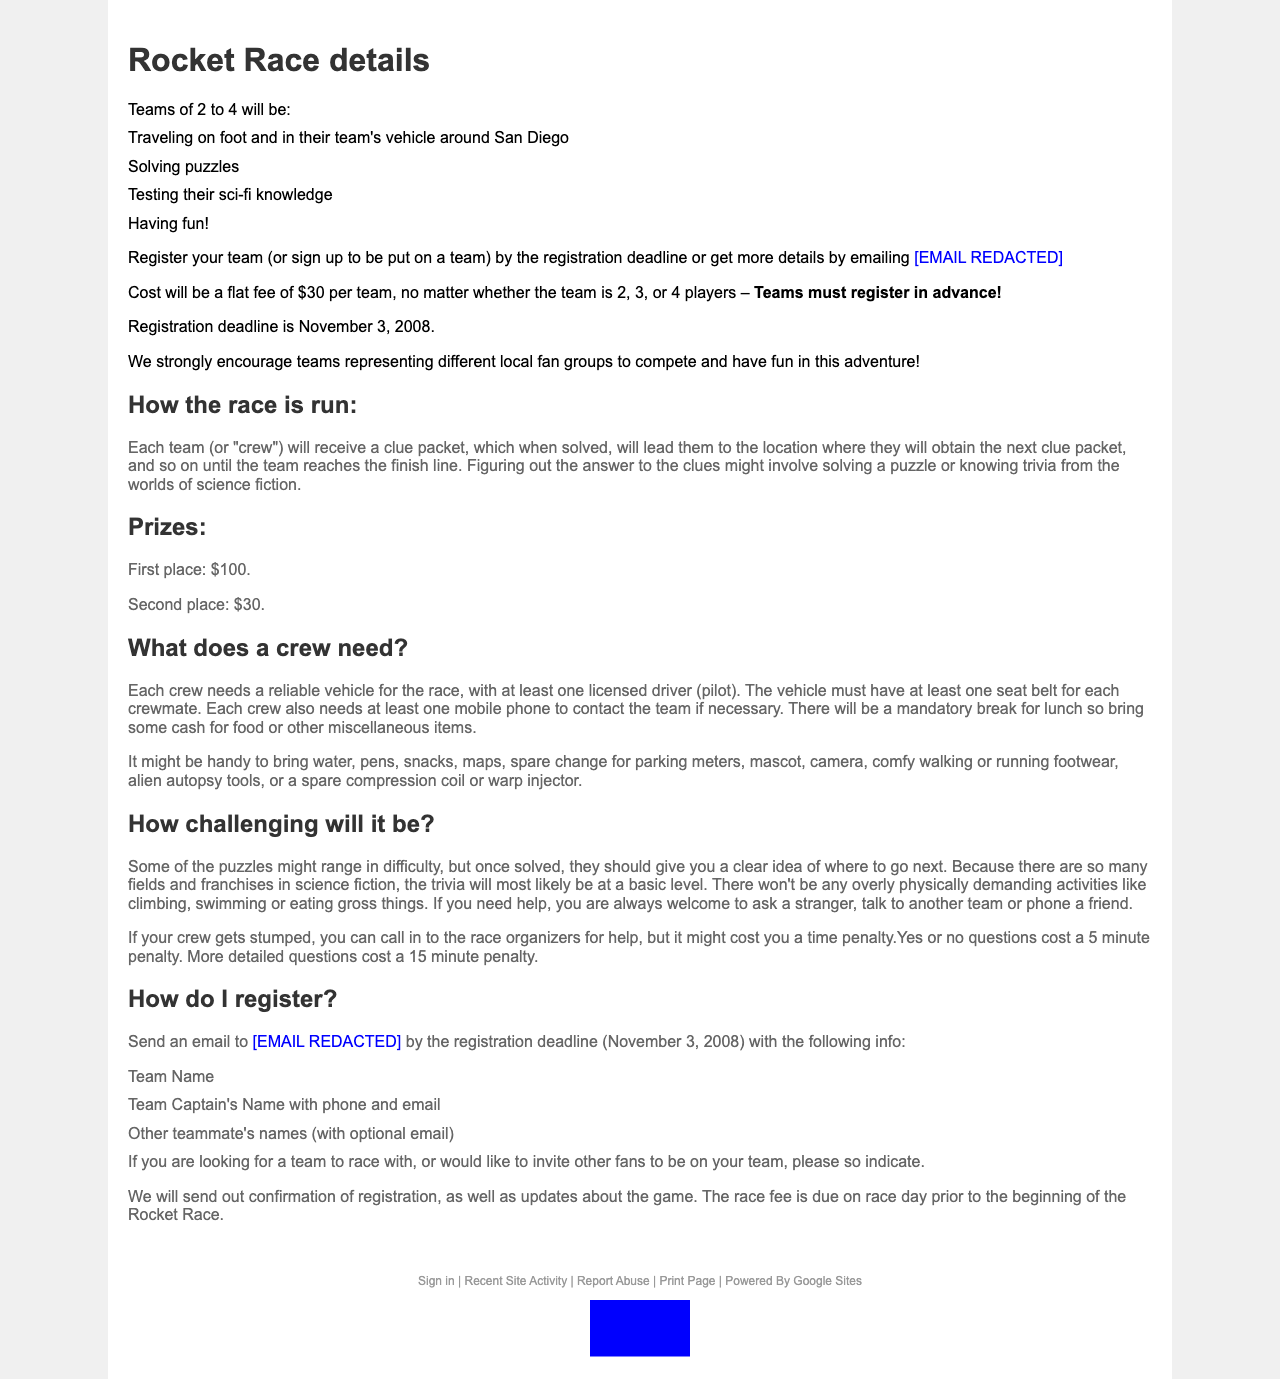 Rocket Race details
Teams of 2 to 4 will be:
Traveling on foot and in their team's vehicle around San Diego
Solving puzzles
Testing their sci-fi knowledge
Having fun!
Register your team (or sign up to be put on a team) by the registration deadline or get more details by emailing [EMAIL REDACTED]
Cost will be a flat fee of $30 per team, no matter whether the team is 2, 3, or 4 players – Teams must register in advance!
Registration deadline is November 3, 2008.
We strongly encourage teams representing different local fan groups to compete and have fun in this adventure!
How the race is run:
Each team (or "crew") will receive a clue packet, which when solved, will lead them to the location where they will obtain the next clue packet,
and so on until the team reaches the finish line. Figuring out the answer to the clues might involve solving a puzzle or knowing trivia from the
worlds of science fiction.
Prizes:
First place: $100.
Second place: $30.
What does a crew need?
Each crew needs a reliable vehicle for the race, with at least one licensed driver (pilot). The vehicle must have at least one seat belt for each
crewmate. Each crew also needs at least one mobile phone to contact the team if necessary. There will be a mandatory break for lunch so bring
some cash for food or other miscellaneous items.
It might be handy to bring water, pens, snacks, maps, spare change for parking meters, mascot, camera, comfy walking or running footwear,
alien autopsy tools, or a spare compression coil or warp injector.
How challenging will it be?
Some of the puzzles might range in difficulty, but once solved, they should give you a clear idea of where to go next. Because there are so many
fields and franchises in science fiction, the trivia will most likely be at a basic level. There won't be any overly physically demanding activities like
climbing, swimming or eating gross things. If you need help, you are always welcome to ask a stranger, talk to another team or phone a friend.
If your crew gets stumped, you can call in to the race organizers for help, but it might cost you a time penalty.Yes or no questions cost a 5 minute
penalty. More detailed questions cost a 15 minute penalty.
How do I register?
Send an email to [EMAIL REDACTED] by the registration deadline (November 3, 2008) with the following info:
Team Name
Team Captain's Name with phone and email
Other teammate's names (with optional email)
If you are looking for a team to race with, or would like to invite other fans to be on your team, please so indicate.
We will send out confirmation of registration, as well as updates about the game. The race fee is due on race day prior to the beginning of the
Rocket Race.
Sign in | Recent Site Activity | Report Abuse | Print Page | Powered By Google Sites